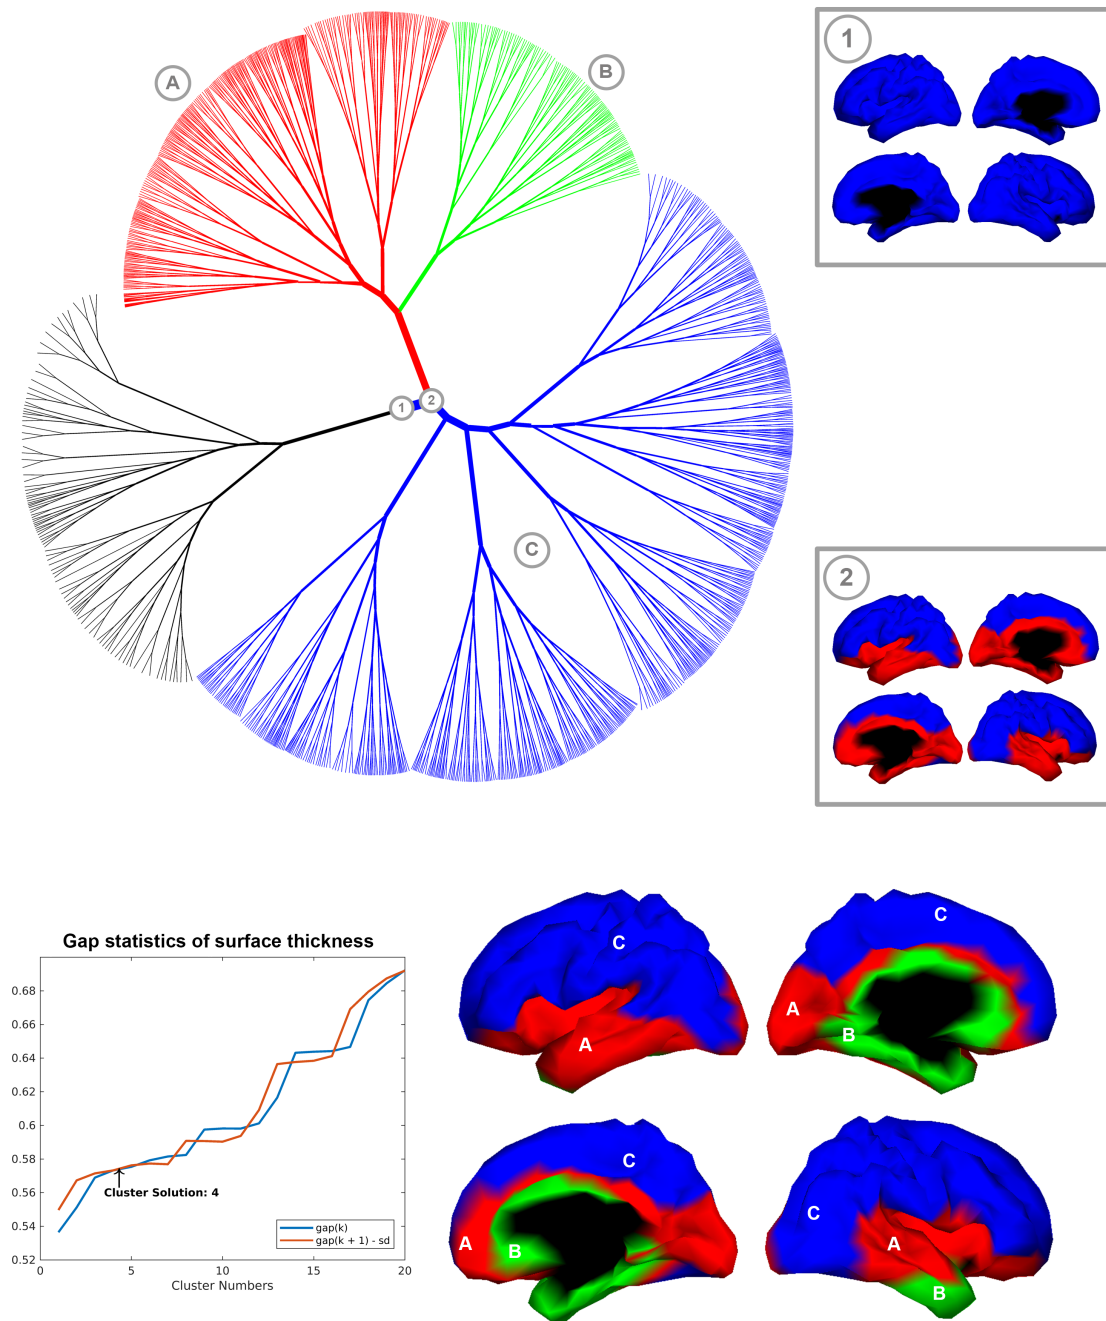 1
A
B
1
2
C
2
Gap statistics of surface thickness
0.68
0.66
0.64
0.62
0.6
0.58
0.56
0.54
0.52
0
5
10
15
20
Cluster Solution: 4
gap(k)
gap(k + 1) - sd
Cluster Numbers
C
A
C
A
B
C
A
B
C
A
B